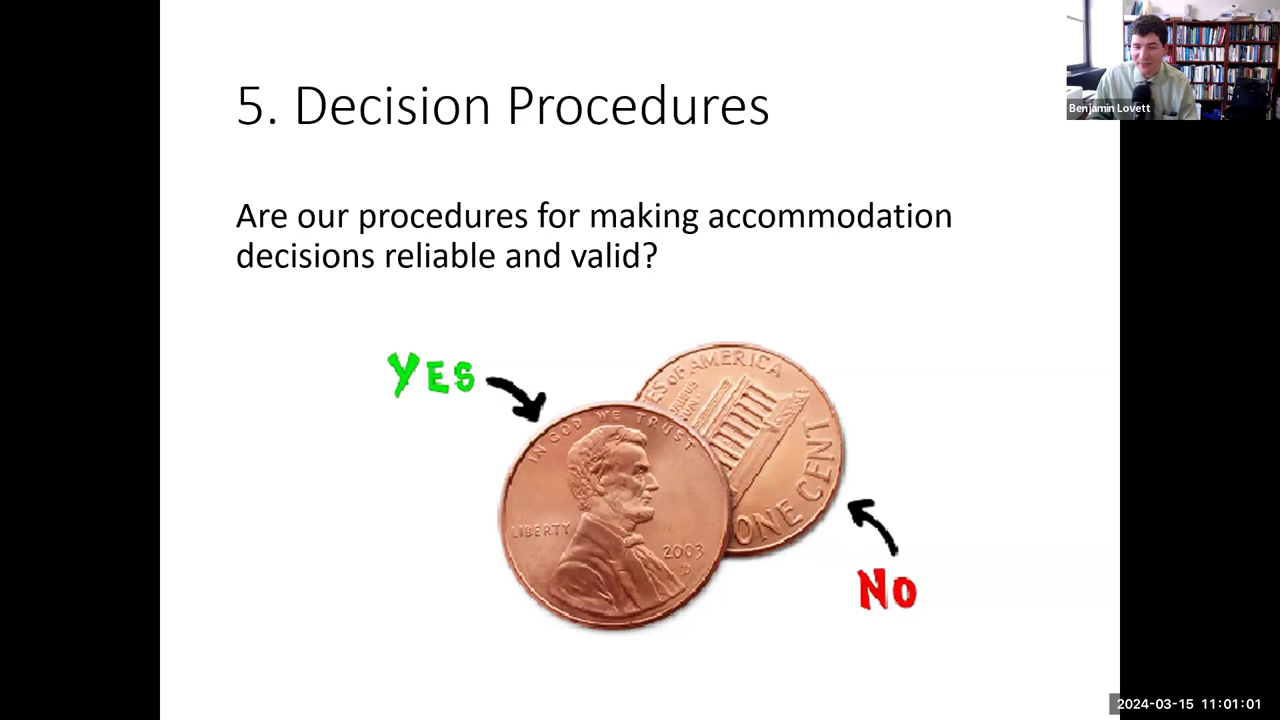 5. Decision Procedures
Benjamin Lovett
Are our procedures for making accommodation
decisions reliable and valid?
YES
IN GOD WE TRUST
LIBERTY
2003
D
ES OF AMERICA
ONE CENT
NO
2024-03-15 11:01:01